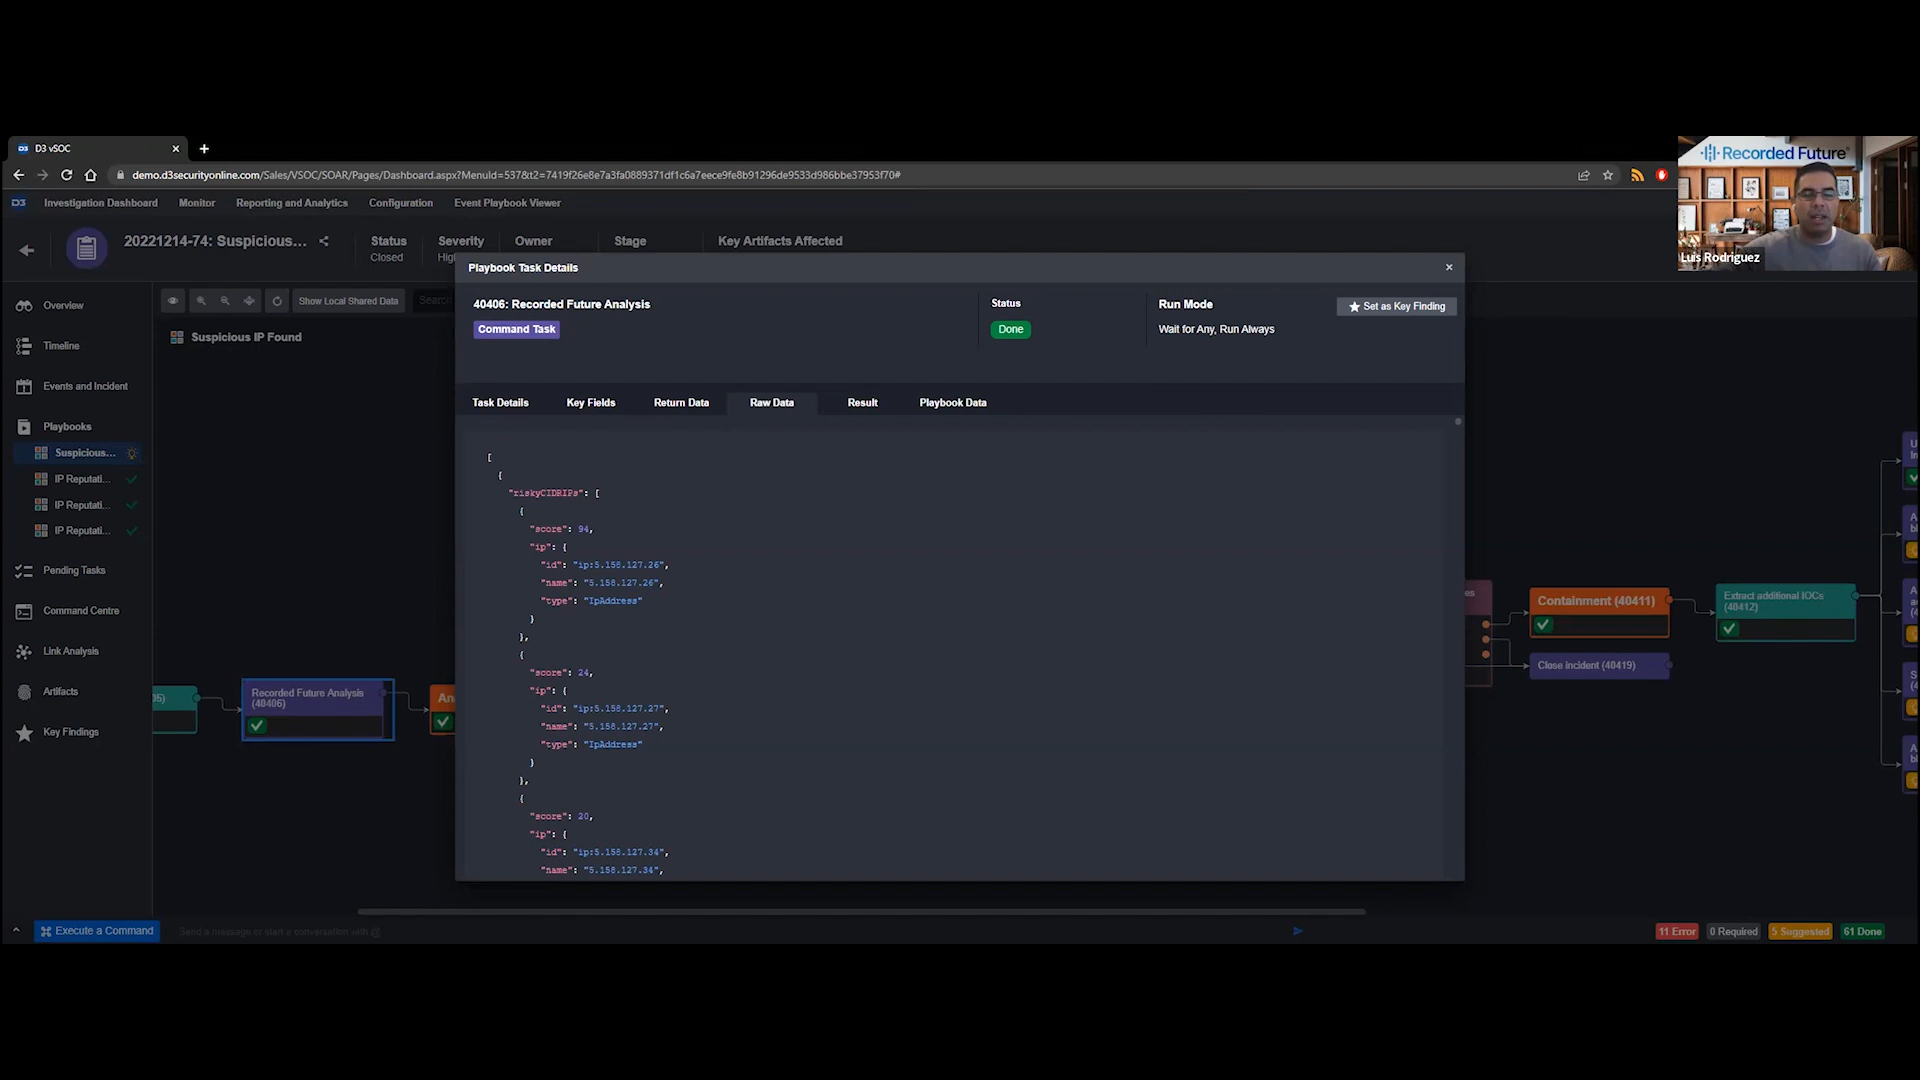 D3 vSOC
demo.d3securityonline.com/Sales/VSOC/SOAR/Pages/Dashboard.aspx?MenuId=537&t2=7419f26e8e7a3fa0889371df1c6a7eece9fe8b91296de9533d986bbe37953f70#
Recorded Future
Luis Rodriguez
D3 Investigation Dashboard Monitor Reporting and Analytics Configuration Event Playbook Viewer
20221214-74: Suspicious...
Status Severity Owner Stage Key Artifacts Affected
Closed
Playbook Task Details
40406: Recorded Future Analysis
Command Task
Status
Done
Run Mode
Wait for Any, Run Always
Set as Key Finding
Task Details Key Fields Return Data Raw Data Result Playbook Data
[
{
"riskyCIDRIPs": [
{
"score": 94,
"ip": {
"id": "ip:5.158.127.26",
"name": "5.158.127.26",
"type": "IpAddress"
}
},
{
"score": 24,
"ip": {
"id": "ip:5.158.127.27",
"name": "5.158.127.27",
"type": "IpAddress"
}
},
{
"score": 20,
"ip": {
"id": "ip:5.158.127.34",
"name": "5.158.127.34",
Overview
Timeline
Events and Incident
Playbooks
Suspicious...
IP Reputati...
IP Reputati...
IP Reputati...
Pending Tasks
Command Centre
Link Analysis
Artifacts
Key Findings
Show Local Shared Data
Search
Suspicious IP Found
Recorded Future Analysis
(40406)
An
Containment (40411)
Close incident (40419)
Extract additional IOCs
(40412)
Execute a Command
Send a message or start a conversation with @
11 Error 0 Required 5 Suggested 61 Done